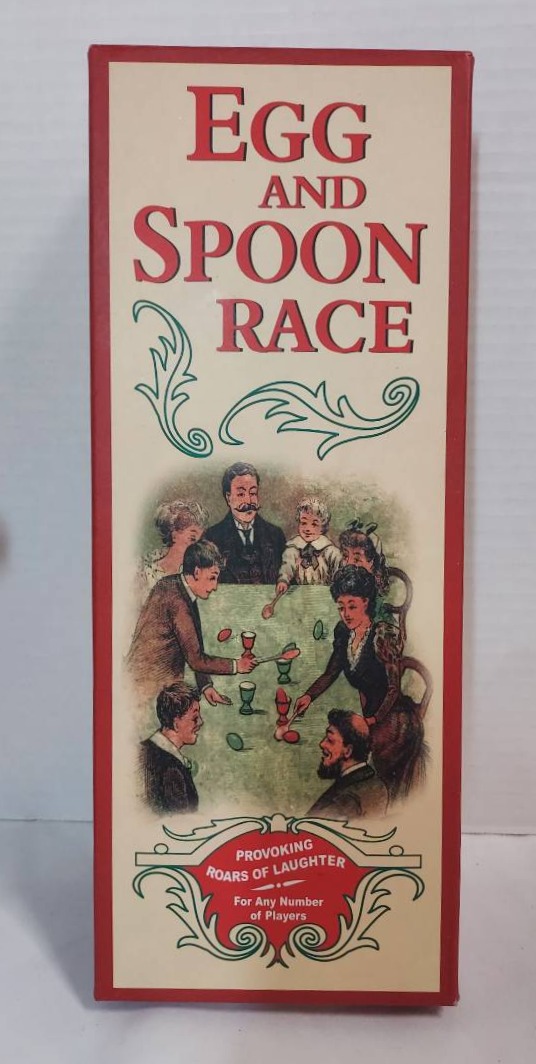 EGG
AND
SPOON
RACE
PROVOKING
ROARS OF LAUGHTER
For Any Number
of Players